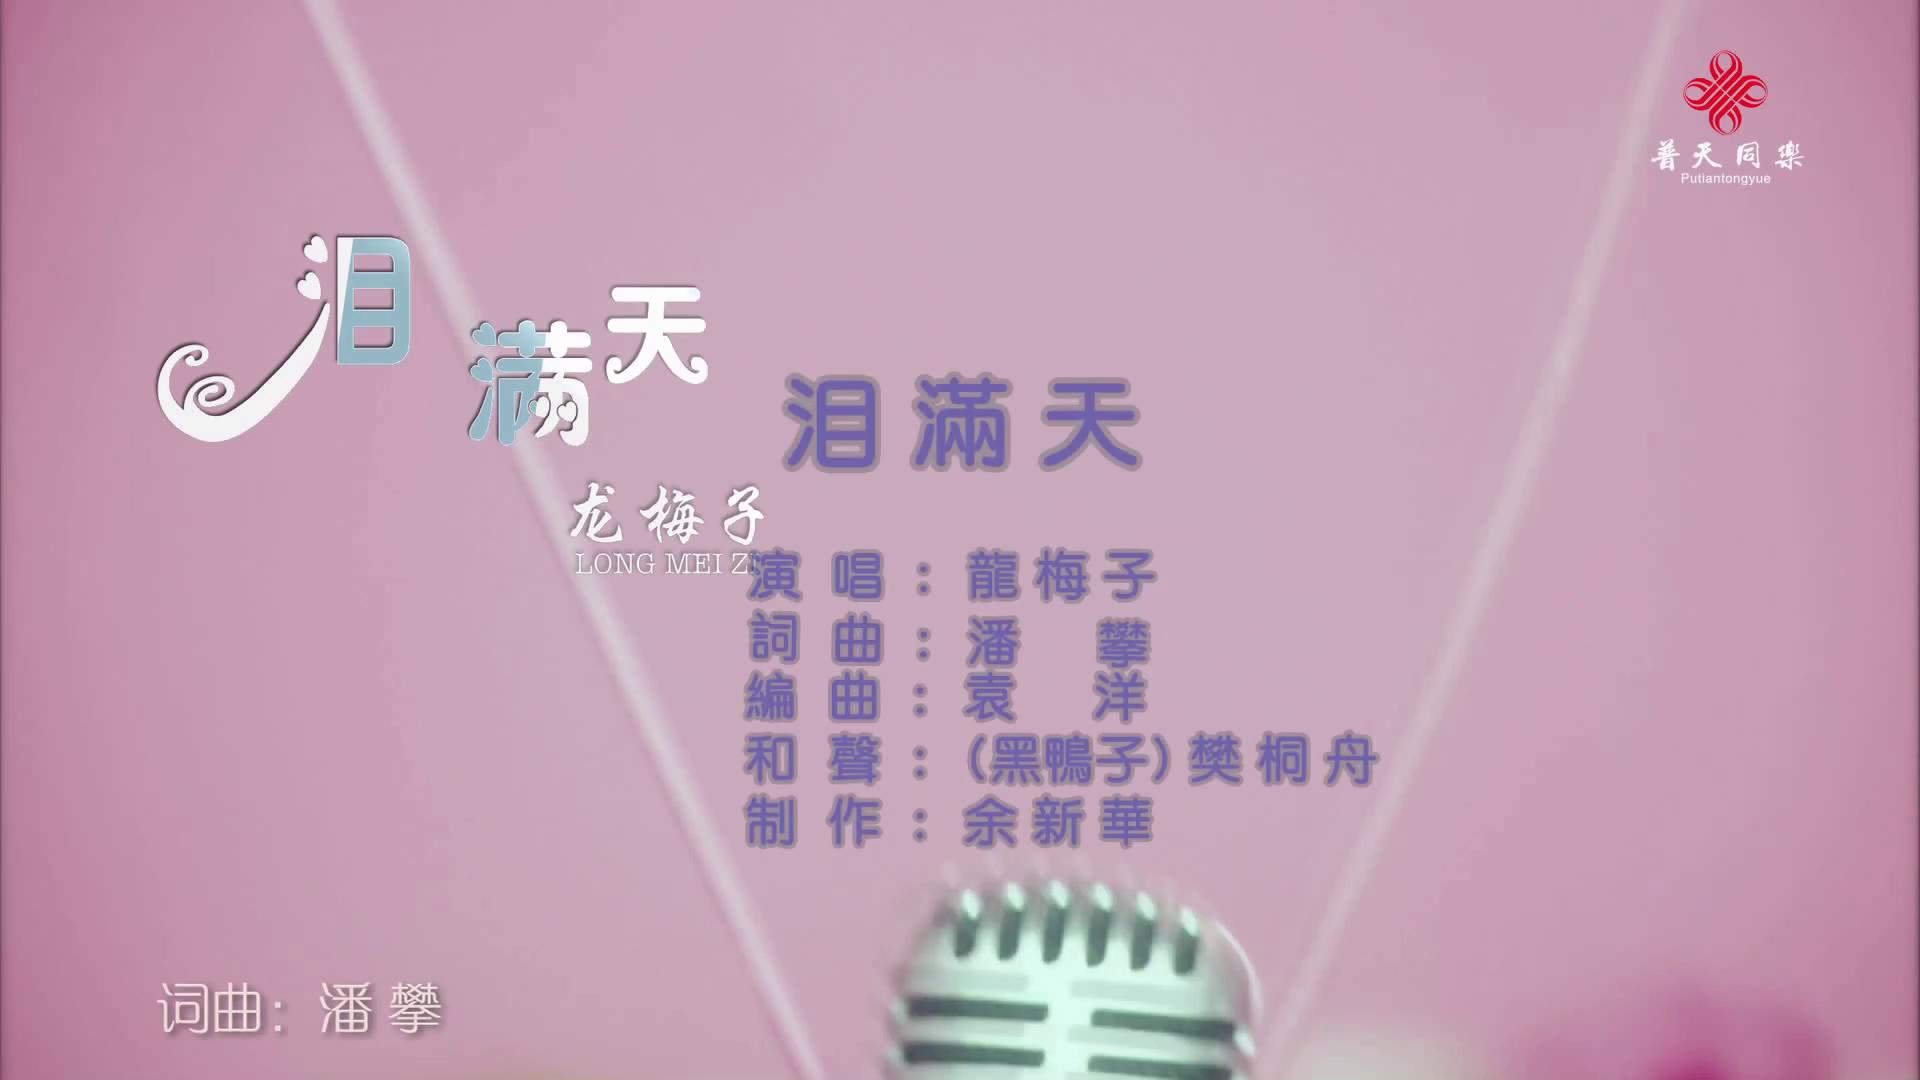 普天同樂
Putiantongyue
泪满天
泪滿天
龙梅子
LONG MEI ZI
演唱：龍梅子
詞曲：潘 攀
編曲：袁 洋
和聲：(黑鴨子)樊桐舟
制作：余新華
词曲：潘攀